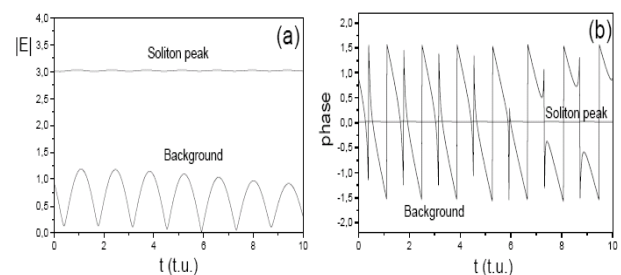 (a)
|E|
4,0
3,5
3,0
2,5
2,0
1,5
1,0
0,5
0,0
Soliton peak
Background
0 2 4 6 8 10
t (t.u.)
(b)
phase
2,0
1,5
1,0
0,5
0,0
-0,5
-1,0
-1,5
-2,0
Soliton peak
Background
0 2 4 6 8 10
t (t.u.)